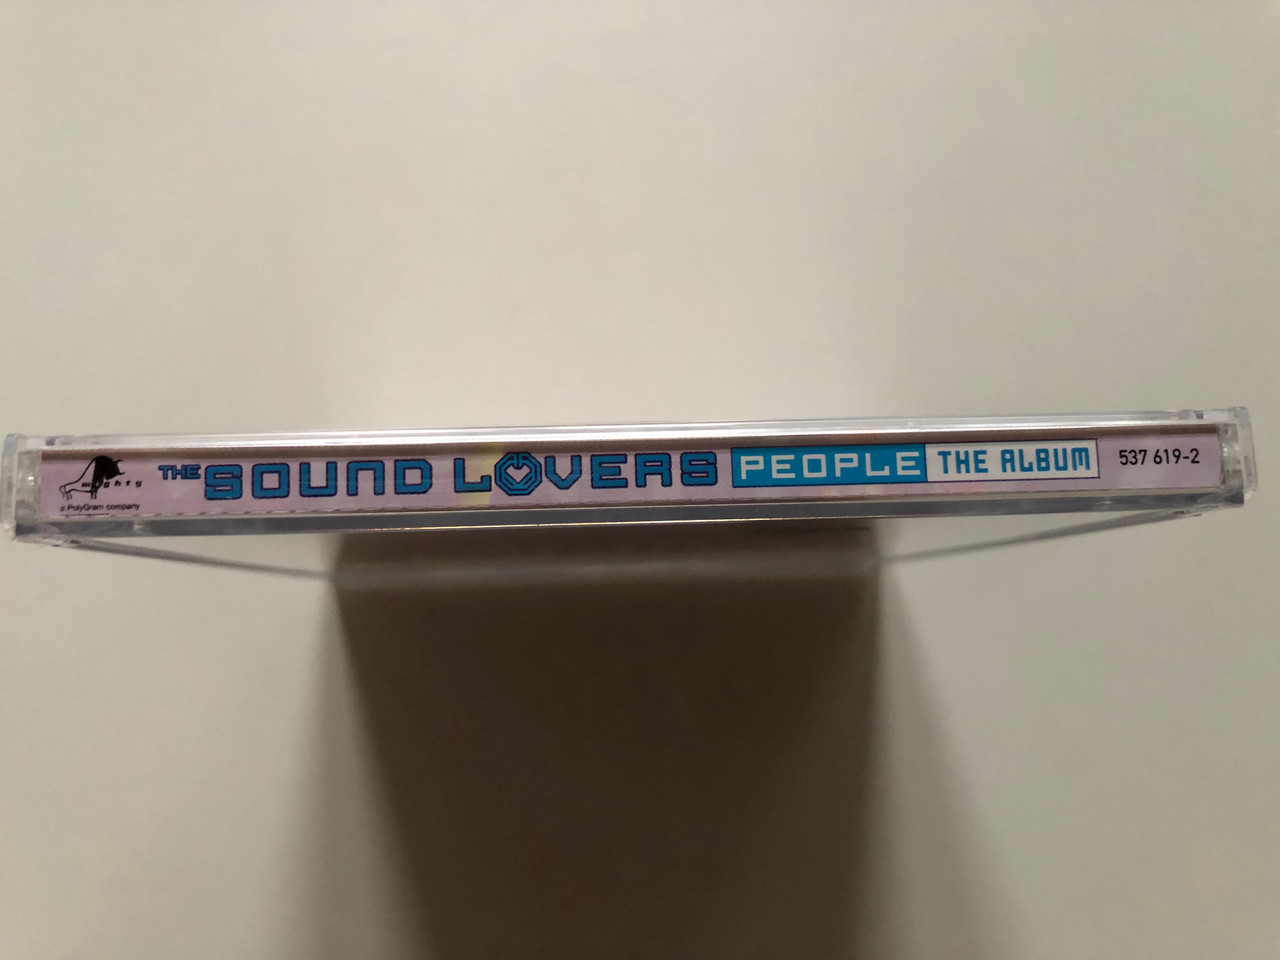 mighty
a PolyGram company
THE SOUND LOVERS PEOPLE THE ALBUM 537 619-2